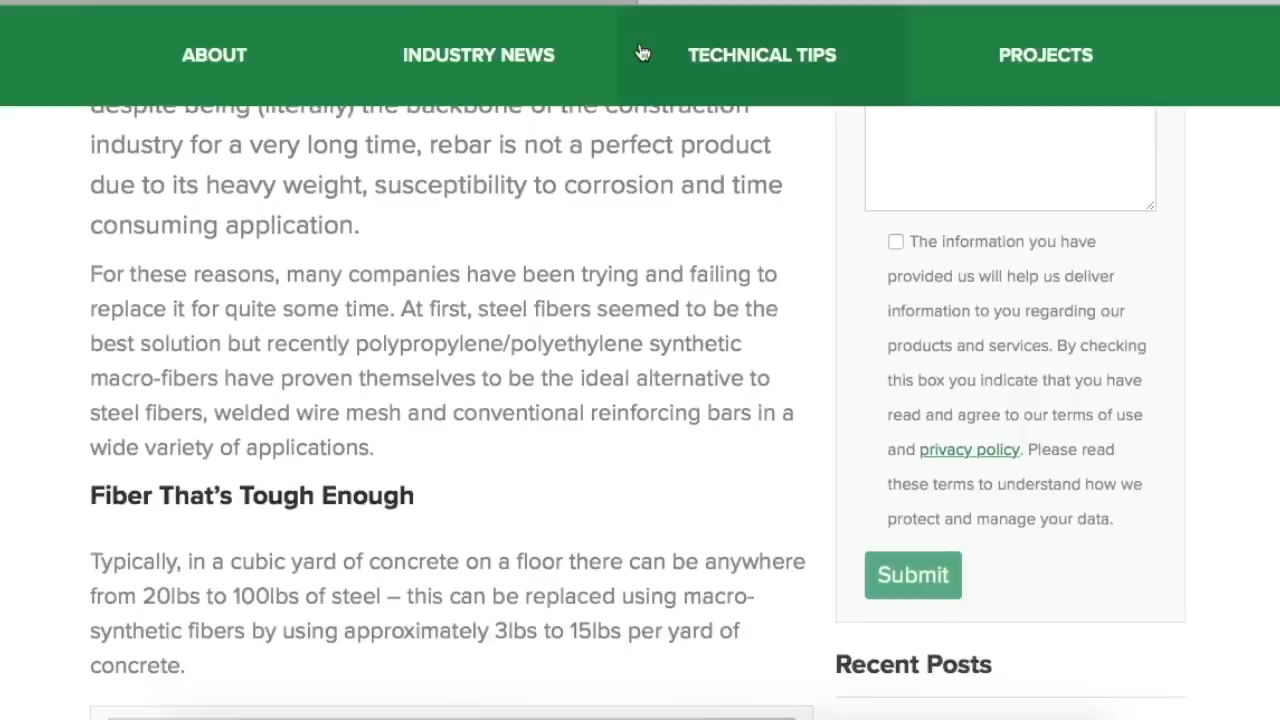 ABOUT
INDUSTRY NEWS
TECHNICAL TIPS
PROJECTS
despite being (literally) the backbone of the construction
industry for a very long time, rebar is not a perfect product
due to its heavy weight, susceptibility to corrosion and time
consuming application.
For these reasons, many companies have been trying and failing to
replace it for quite some time. At first, steel fibers seemed to be the
best solution but recently polypropylene/polyethylene synthetic
macro-fibers have proven themselves to be the ideal alternative to
steel fibers, welded wire mesh and conventional reinforcing bars in a
wide variety of applications.
Fiber That's Tough Enough
Typically, in a cubic yard of concrete on a floor there can be anywhere
from 20lbs to 100lbs of steel – this can be replaced using macro-
synthetic fibers by using approximately 3lbs to 15lbs per yard of
concrete.
The information you have
provided us will help us deliver
information to you regarding our
products and services. By checking
this box you indicate that you have
read and agree to our terms of use
and privacy policy. Please read
these terms to understand how we
protect and manage your data.
Submit
Recent Posts